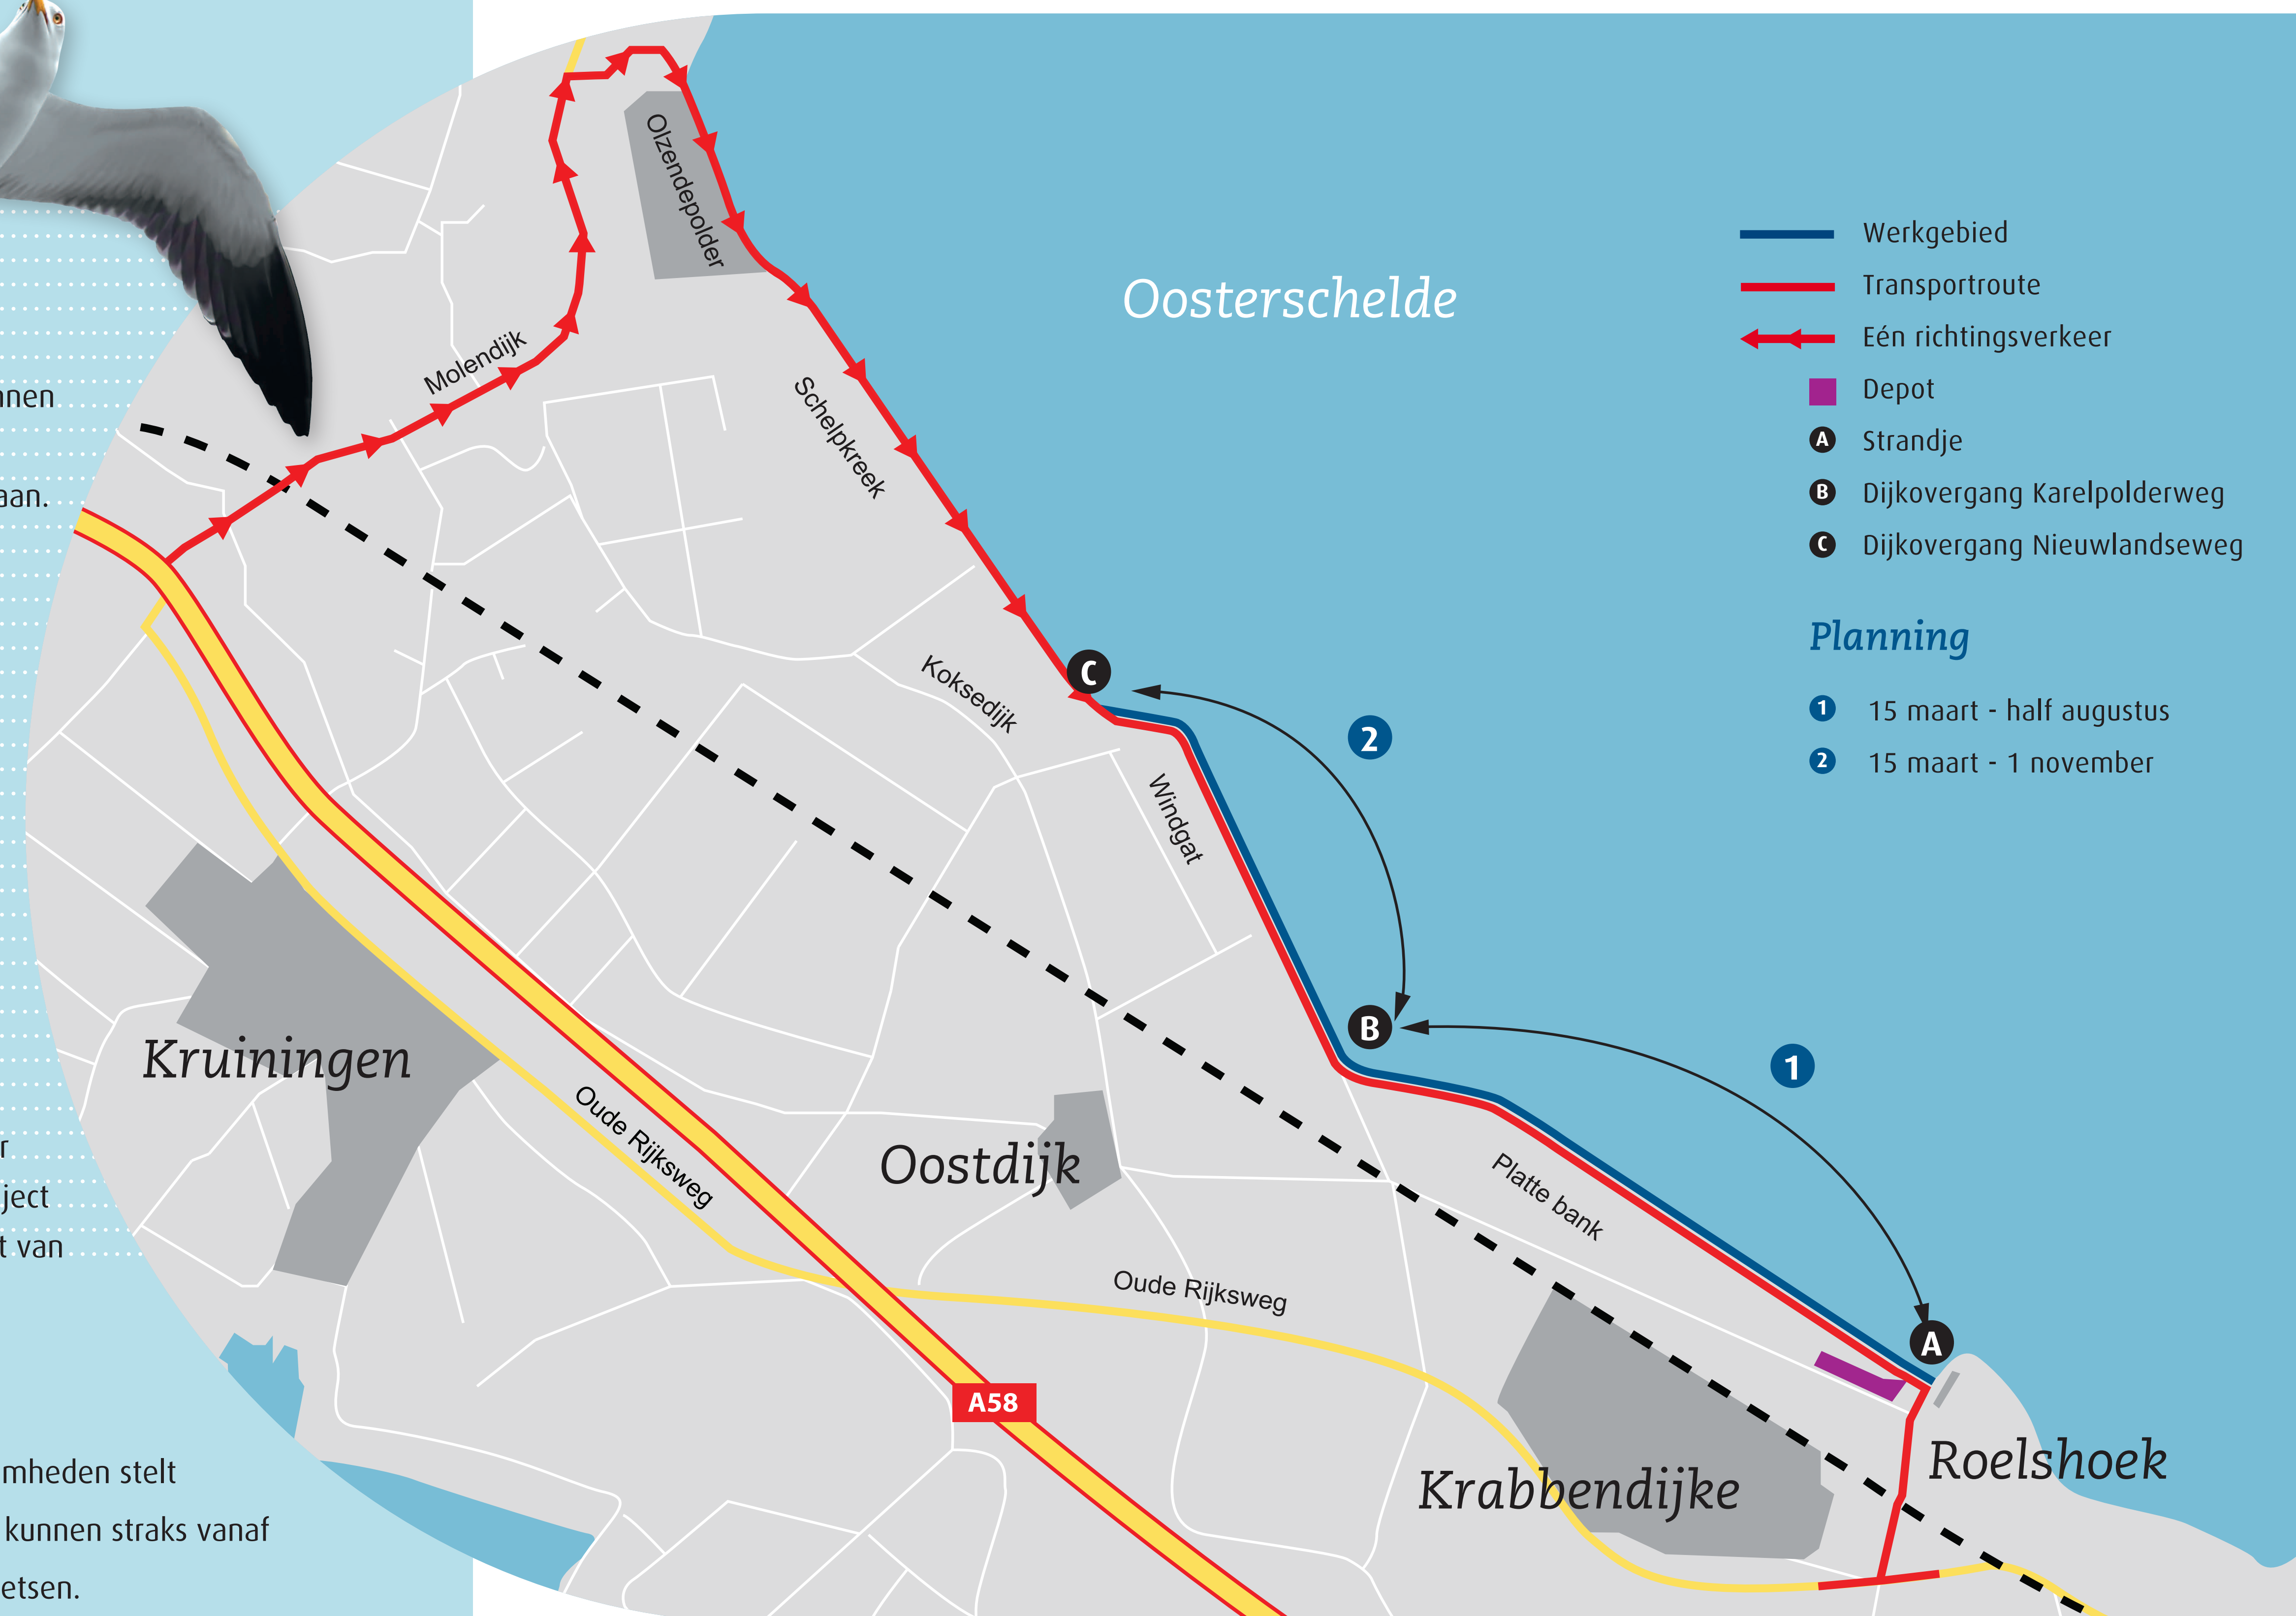 aan.
r
t van
mheden stelt
kunnen straks vanaf
etsen.
Olzendepolder
Molendijk
Schelpkreek
Oosterschelde
Koksedijk
Windgat
Kruiningen
Oude Rijksweg
Oostdijk
Platte bank
Oude Rijksweg
A58
Krabbendijke
Roelshoek
C
2
B
1
A
Werkgebied
Transportroute
Eén richtingsverkeer
Depot
A Strandje
B Dijkovergang Karelpolderweg
C Dijkovergang Nieuwlandseweg
Planning
1 15 maart - half augustus
2 15 maart - 1 november